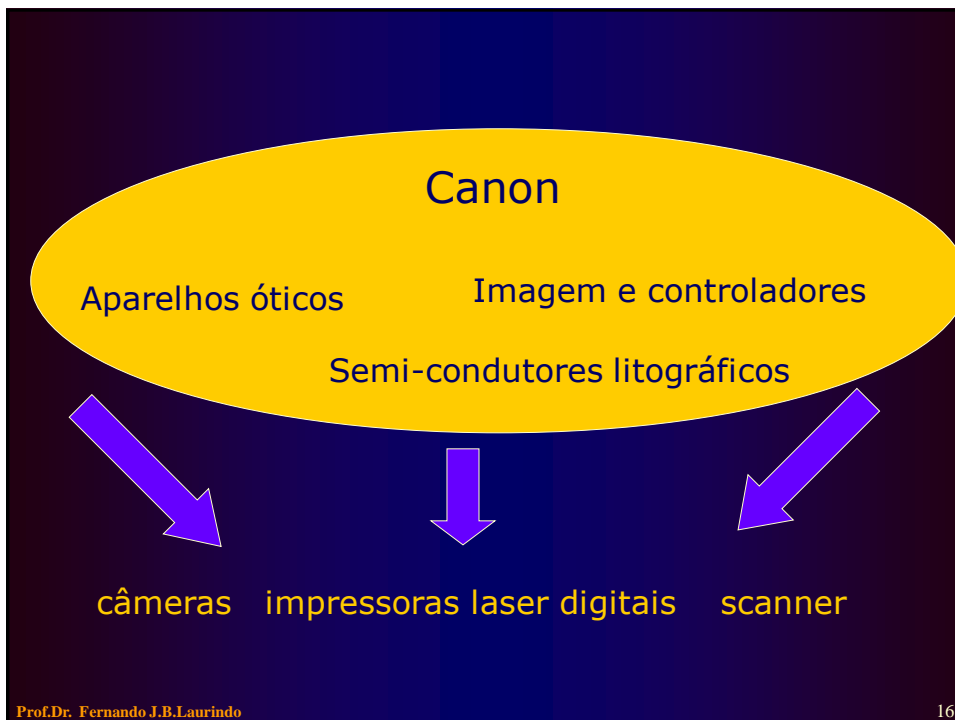 Canon
Aparelhos óticos
Imagem e controladores
Semi-condutores litográficos
câmeras impressoras laser digitais scanner
Prof.Dr. Fernando J.B.Laurindo 16